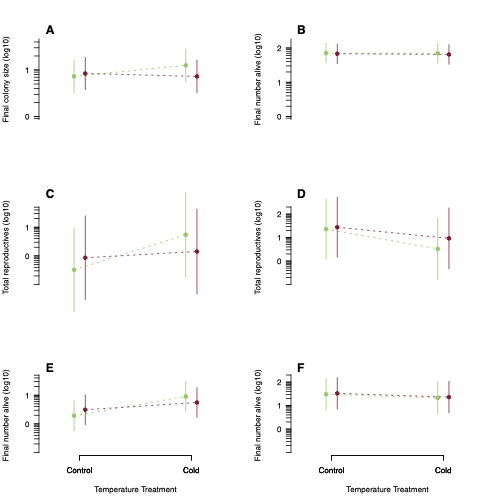 A
Final colony size (log10)
1
0
B
Final number alive (log10)
2
1
0
C
Total reproductives (log10)
1
0
D
Total reproductives (log10)
2
1
0
E
Final number alive (log10)
1
0
Control
Cold
Temperature Treatment
F
Final number alive (log10)
2
1
0
Control
Cold
Temperature Treatment